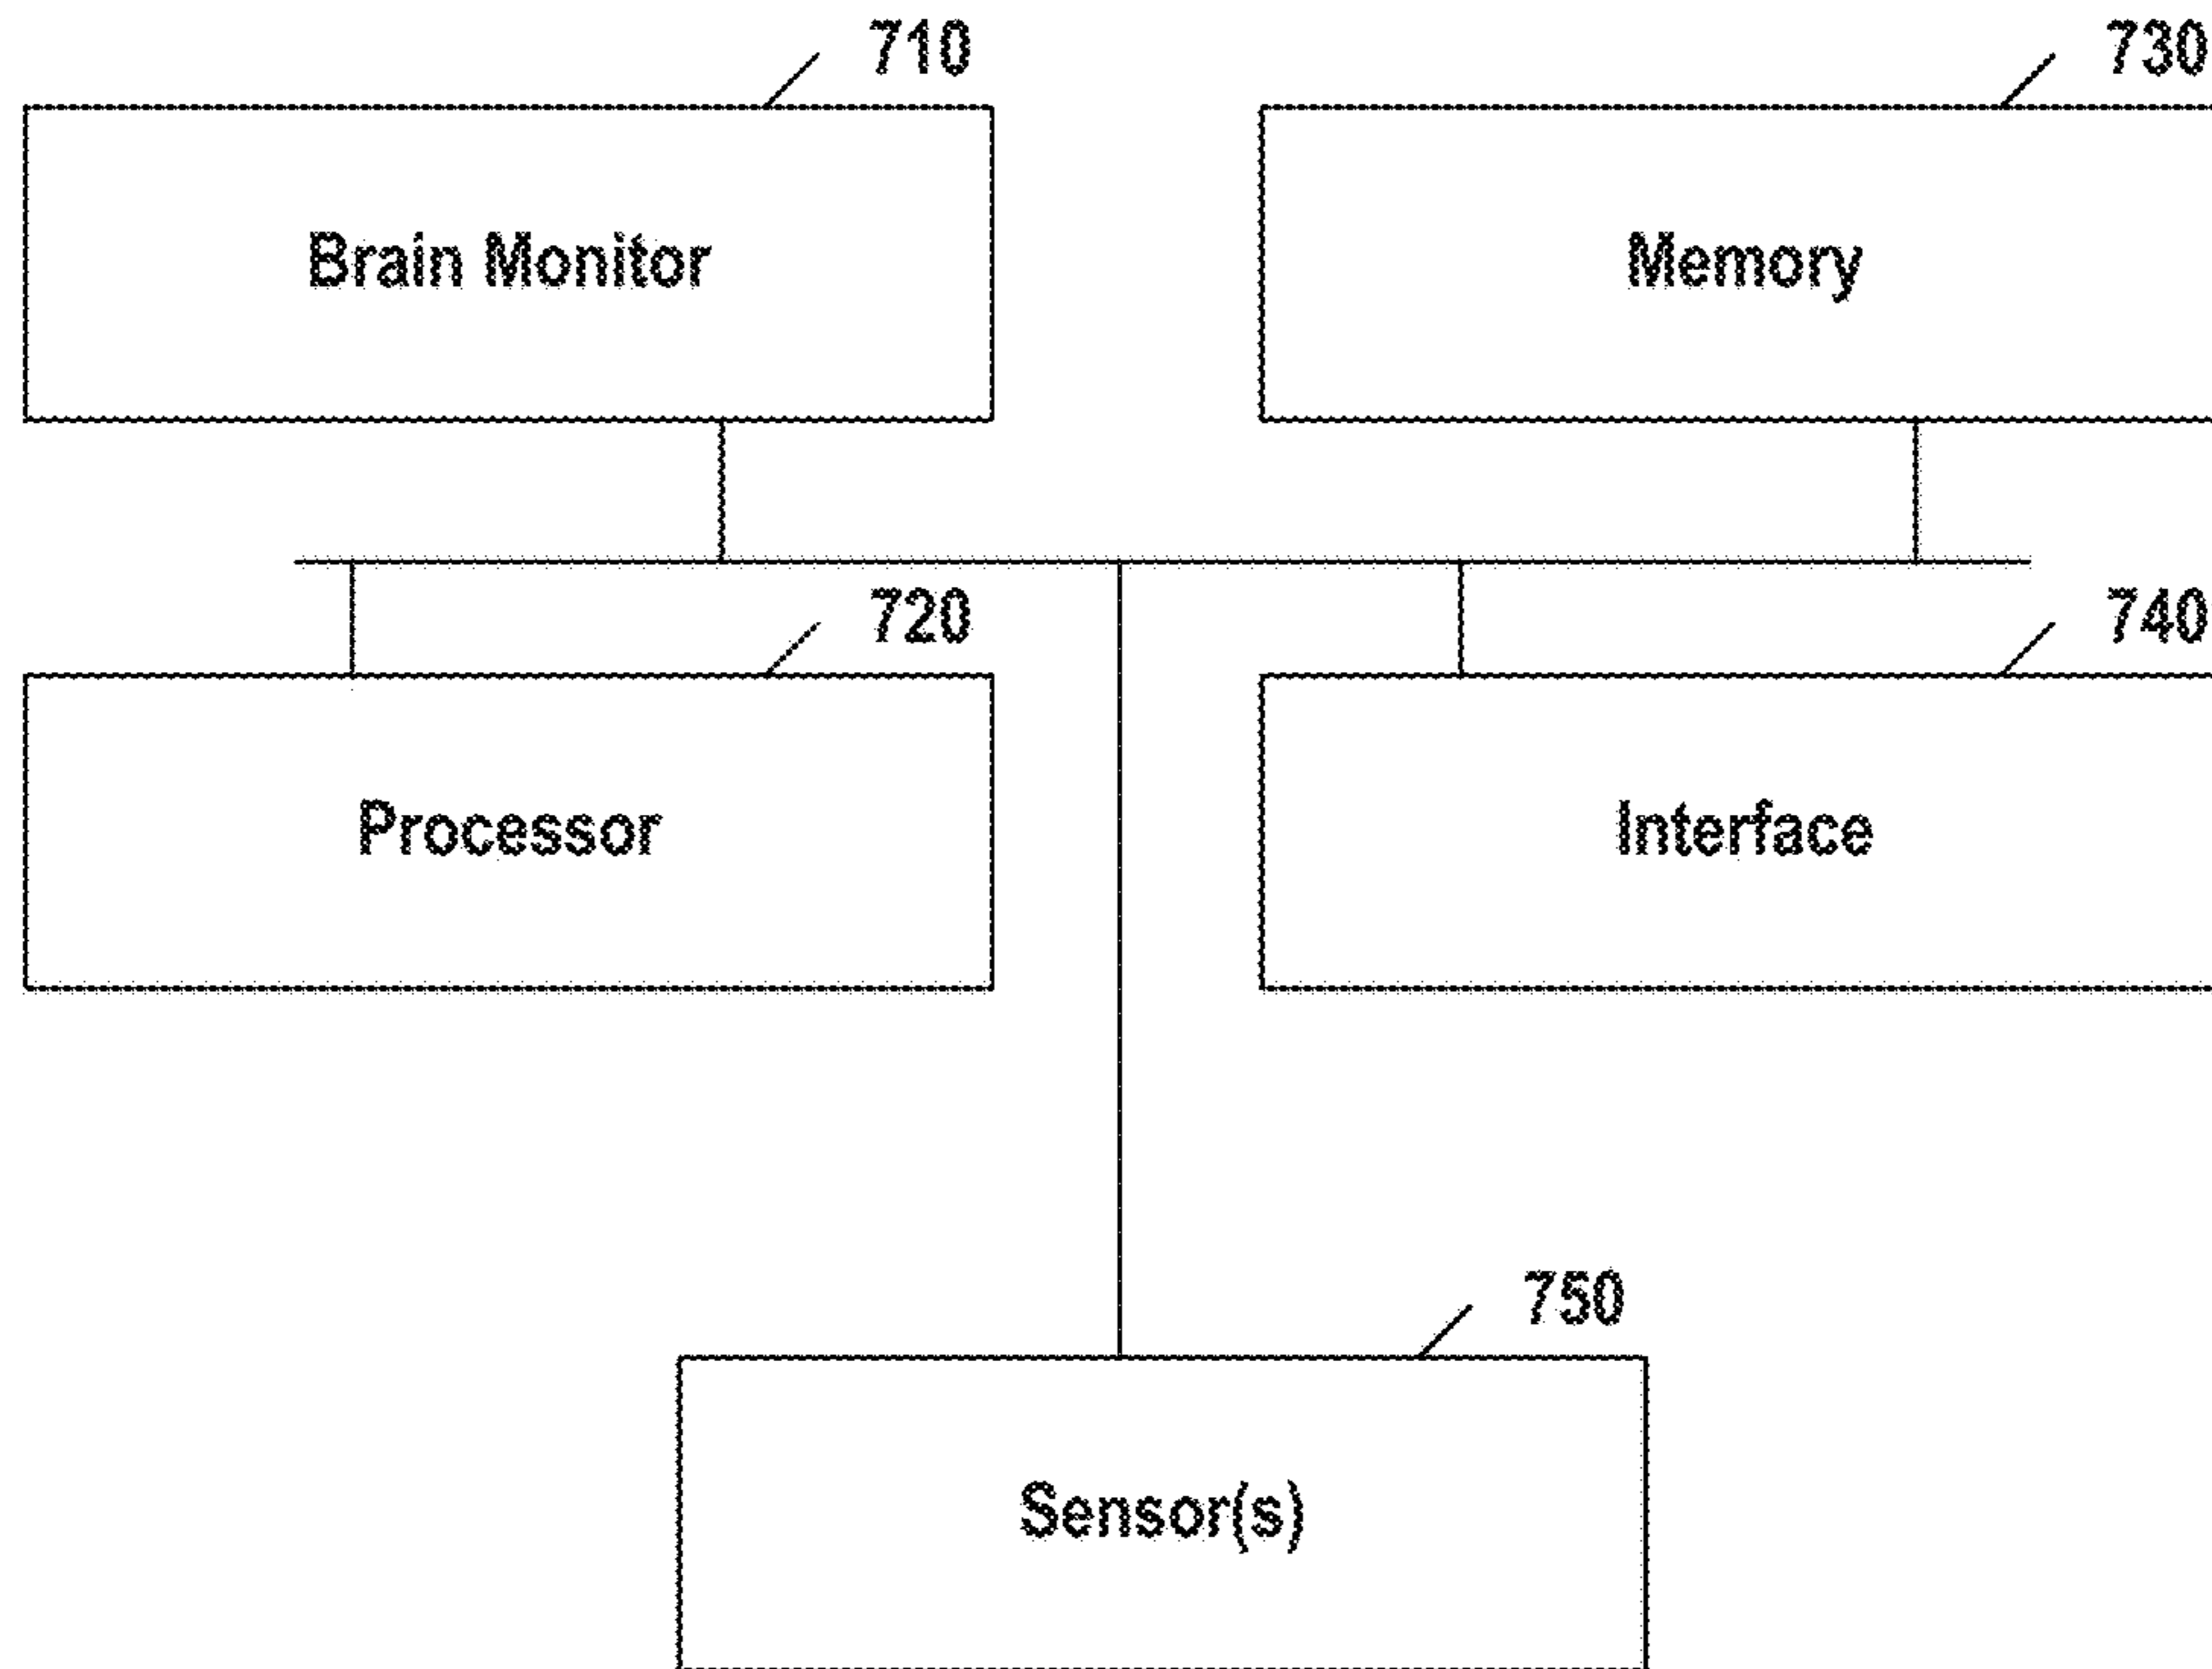 710
730
Brain Monitor
Memory
720
740
Processor
Interface
750
Sensor(s)